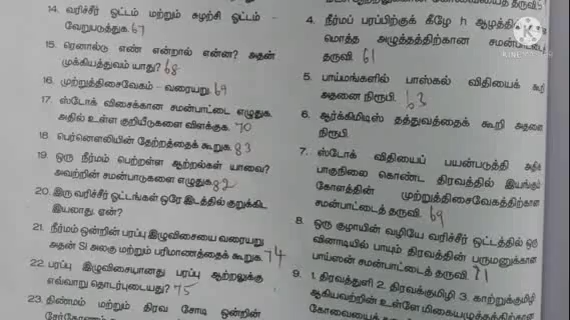 14. வரிச்சீர் ஓட்டம் மற்றும் சுழற்சி ஓட்டம்
வேறுபடுத்துக. 67
15. ரெனால்டு எண் என்றால் என்ன? அதன்
முக்கியத்துவம் யாது? 68
16. முற்றுத்திசைவேகம் - வரையறு. 69
17. ஸ்டோக் விசைக்கான சமன்பாட்டை எழுதுக.
அதில் உள்ள குறியீடுகளை விளக்குக. 70
18. பெர்னெளலியின் தேற்றத்தைக் கூறுக. 83
19. ஒரு நீர்மம் பெற்றுள்ள ஆற்றல்கள் யாவை?
அவற்றின் சமன்பாடுகளை எழுதுக. 82
20. இரு வரிச்சீர் ஓட்டங்கள் ஒரே இடத்தில் குறுக்கிட
இயலாது. ஏன்?
21. நீர்மம் ஒன்றின் பரப்பு இழுவிசையை வரையறு.
அதன் SI அலகு மற்றும் பரிமாணத்தைக் கூறுக. 74
22. பரப்பு இழுவிசையானது பரப்பு ஆற்றலுக்கு
எவ்வாறு தொடர்புடையது? 75
23. திண்மம் மற்றும் திரவ சோடி ஒன்றின்
4. நீர்மப் பரப்பிற்குக் கீழே h ஆழத்தில்
மொத்த அழுத்தத்திற்கான சமன்பாட்டை
தருவி. 61
5. பாய்மங்களில் பாஸ்கல் விதியைக் கூறி
அதனை நிரூபி. 63
6. ஆர்க்கிமிடிஸ் தத்துவத்தைக் கூறி அதனை
நிரூபி.
7. ஸ்டோக் விதியைப் பயன்படுத்தி அதிக
பாகுநிலை கொண்ட திரவத்தில் இயங்கும்
கோளத்தின் முற்றுத்திசைவேகத்திற்கான
சமன்பாட்டைத் தருவி. 69
8. ஒரு குழாயின் வழியே வரிச்சீர் ஓட்டத்தில் ஒரு
வினாடியில் பாயும் திரவத்தின் பருமனுக்கான
பாய்ஸன் சமன்பாட்டைத் தருவி. 71
9. 1. திரவத்துளி 2. திரவக்குமிழி 3. காற்றுக்குமிழி
ஆகியவற்றின் உள்ளே மிகையழுத்தத்திற்கான